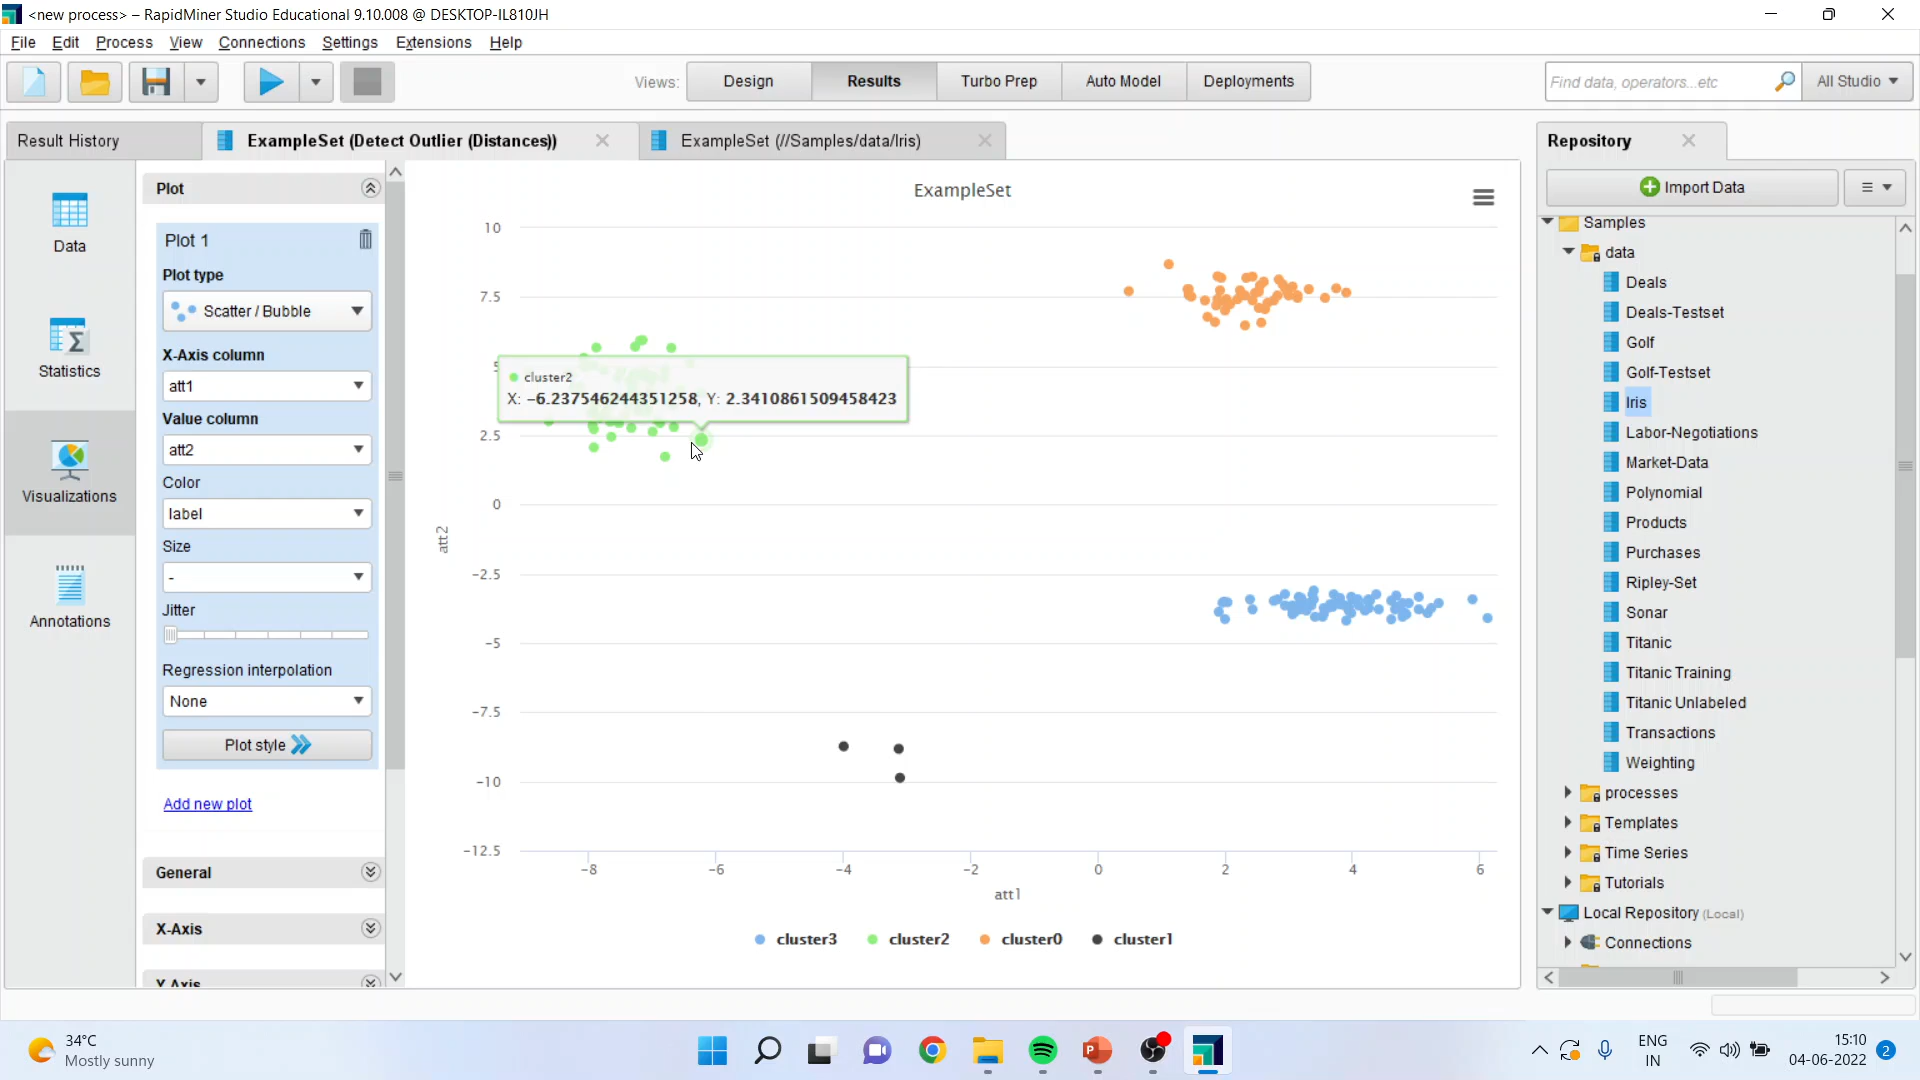 <new process> – RapidMiner Studio Educational 9.10.008 @ DESKTOP-IL810JH
File Edit Process View Connections Settings Extensions Help
Views: Design Results Turbo Prep Auto Model Deployments
Find data, operators...etc
All Studio
Result History
ExampleSet (Detect Outlier (Distances))
ExampleSet (//Samples/data/Iris)
Repository
Data
Statistics
Visualizations
Annotations
Plot
Plot 1
Plot type
Scatter / Bubble
X-Axis column
att1
Value column
att2
Color
label
Size
-
Jitter
Regression interpolation
None
Plot style
Add new plot
General
X-Axis
Y Axis
ExampleSet
10
7.5
5
2.5
0
-2.5
-5
-7.5
-10
-12.5
att2
cluster2
X: -6.237546244351258, Y: 2.3410861509458423
-8 -6 -4 -2 0 2 4 6
att1
cluster3 cluster2 cluster0 cluster1
Import Data
Samples
data
Deals
Deals-Testset
Golf
Golf-Testset
Iris
Labor-Negotiations
Market-Data
Polynomial
Products
Purchases
Ripley-Set
Sonar
Titanic
Titanic Training
Titanic Unlabeled
Transactions
Weighting
processes
Templates
Time Series
Tutorials
Local Repository (Local)
Connections
34°C
Mostly sunny
ENG
IN
15:10
04-06-2022
2